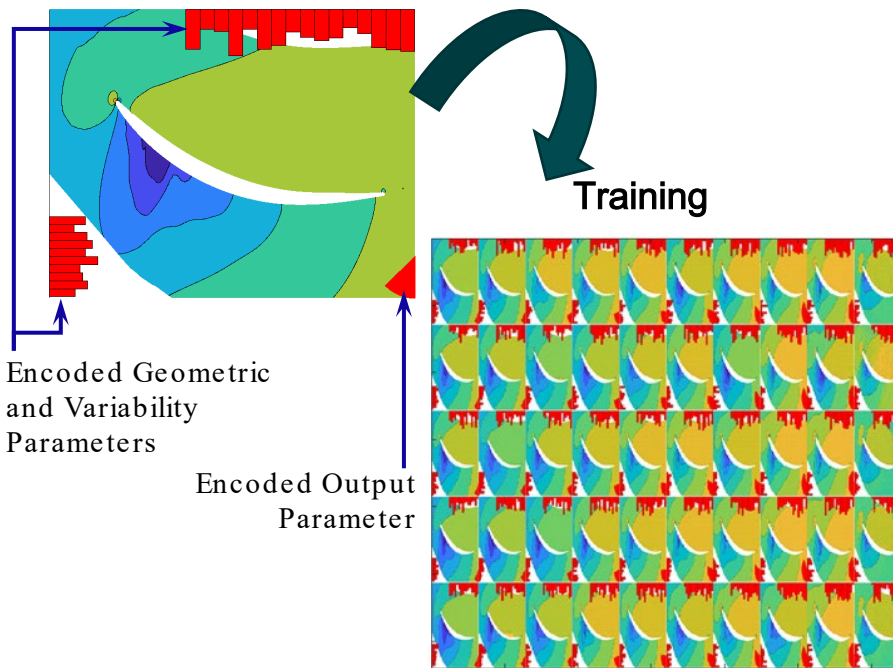 Training
Encoded Geometric
and Variability
Parameters
Encoded Output
Parameter